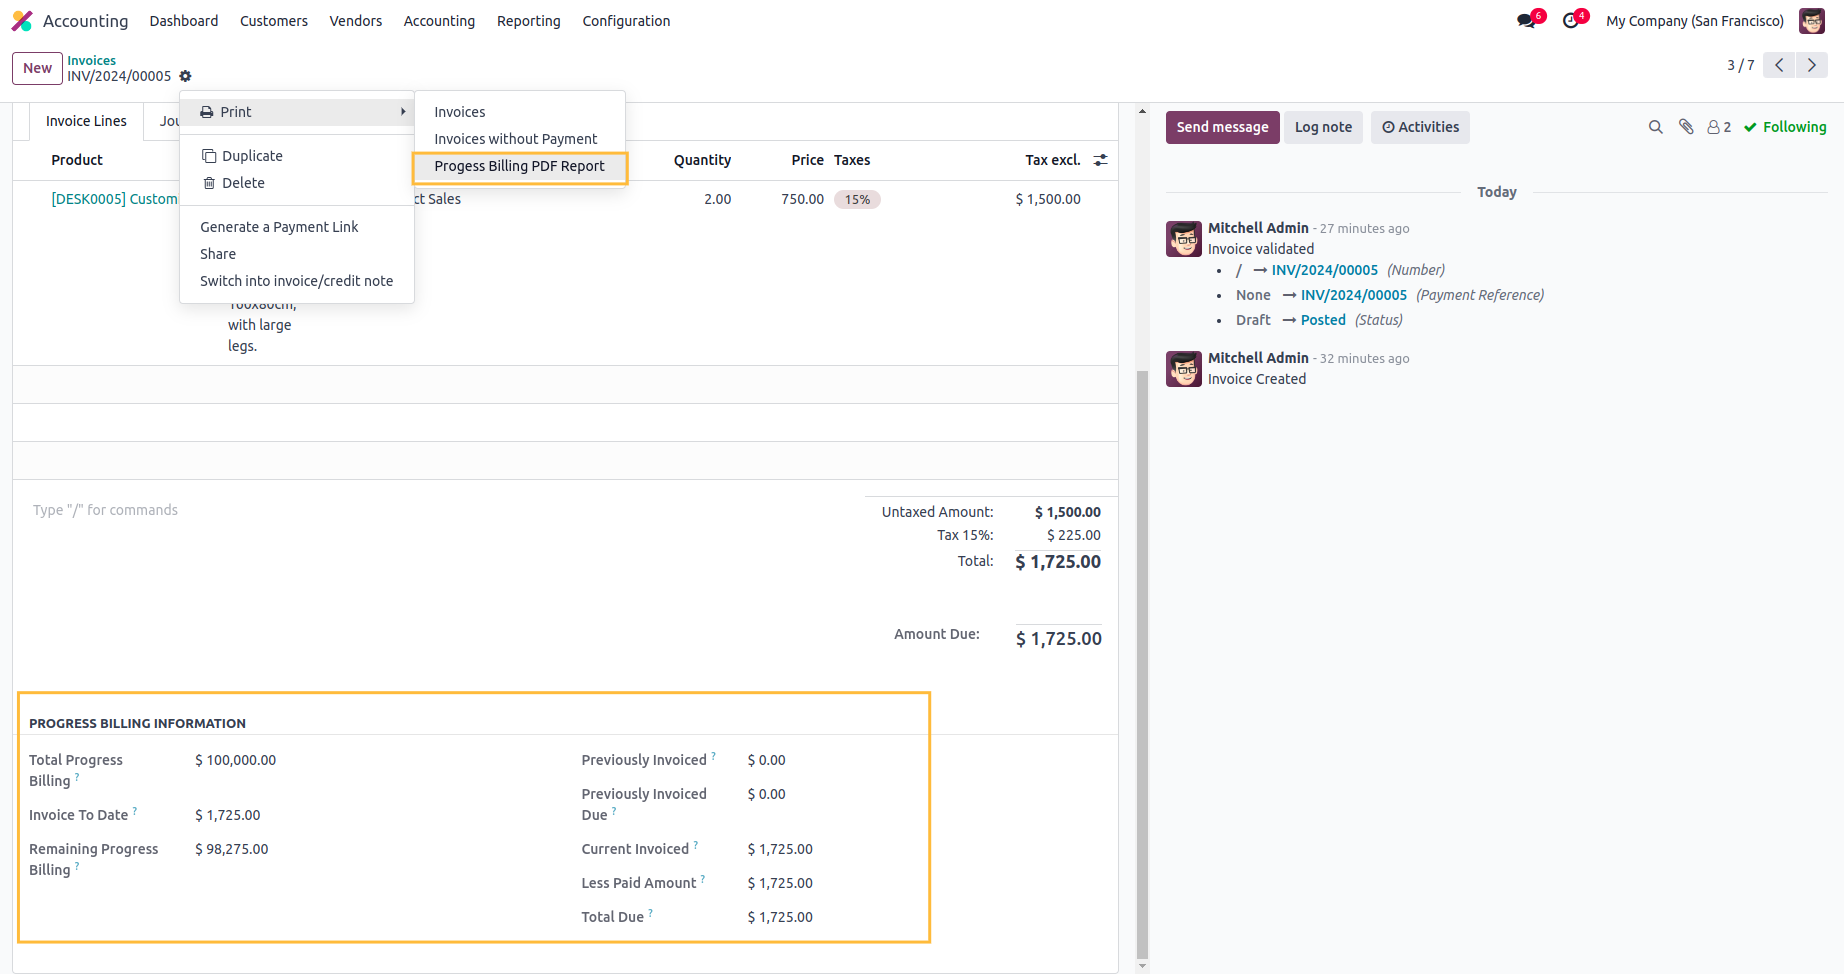 Accounting Dashboard Customers Vendors Accounting Reporting Configuration 6 4 My Company (San Francisco)
New Invoices
INV/2024/00005
3 / 7
Print
Duplicate
Delete
Generate a Payment Link
Share
Switch into invoice/credit note
Invoices
Invoices without Payment
Progess Billing PDF Report
Invoice Lines Jou
Product Quantity Price Taxes Tax excl.
[DESK0005] Custom ct Sales 2.00 750.00 15% $ 1,500.00
160x80cm,
with large
legs.
Type "/" for commands
Untaxed Amount: $ 1,500.00
Tax 15%: $ 225.00
Total: $ 1,725.00
Amount Due: $ 1,725.00
PROGRESS BILLING INFORMATION
Total Progress Billing ? $ 100,000.00
Invoice To Date ? $ 1,725.00
Remaining Progress Billing ? $ 98,275.00
Previously Invoiced ? $ 0.00
Previously Invoiced Due ? $ 0.00
Current Invoiced ? $ 1,725.00
Less Paid Amount ? $ 1,725.00
Total Due ? $ 1,725.00
Send message Log note Activities 2 Following
Today
Mitchell Admin - 27 minutes ago
Invoice validated
• / → INV/2024/00005 (Number)
• None → INV/2024/00005 (Payment Reference)
• Draft → Posted (Status)
Mitchell Admin - 32 minutes ago
Invoice Created